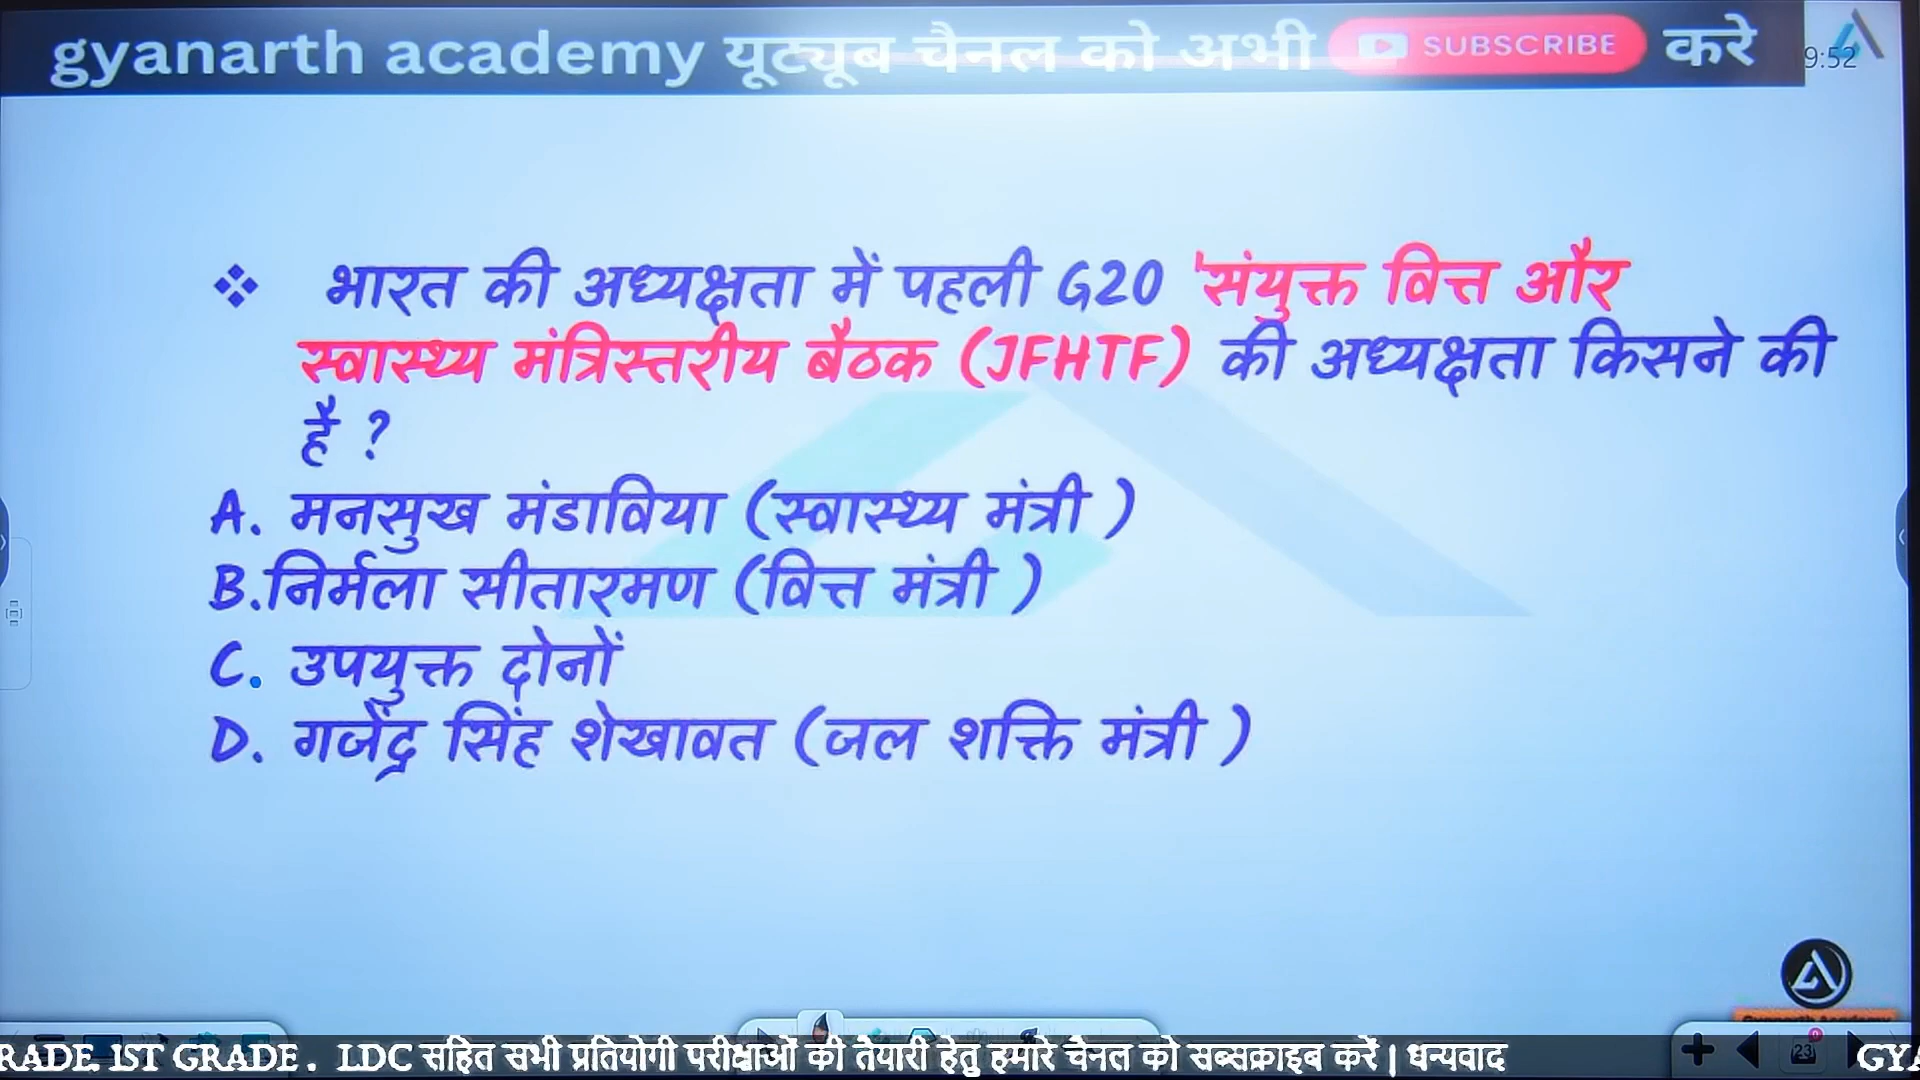 gyanarth academy यूट्यूब चैनल को अभी SUBSCRIBE करे
9:52
❖ भारत की अध्यक्षता में पहली G20 'संयुक्त वित्त और
स्वास्थ्य मंत्रिस्तरीय बैठक (JFHTF) की अध्यक्षता किसने की
है ?
A. मनसुख मंडाविया (स्वास्थ्य मंत्री )
B.निर्मला सीतारमण (वित्त मंत्री )
C. उपयुक्त दोनों
D. गजेंद्र सिंह शेखावत (जल शक्ति मंत्री )
RADE. 1ST GRADE . LDC सहित सभी प्रतियोगी परीक्षाओं की तैयारी हेतु हमारे चैनल को सब्सक्राइब करें | धन्यवाद GYA
23